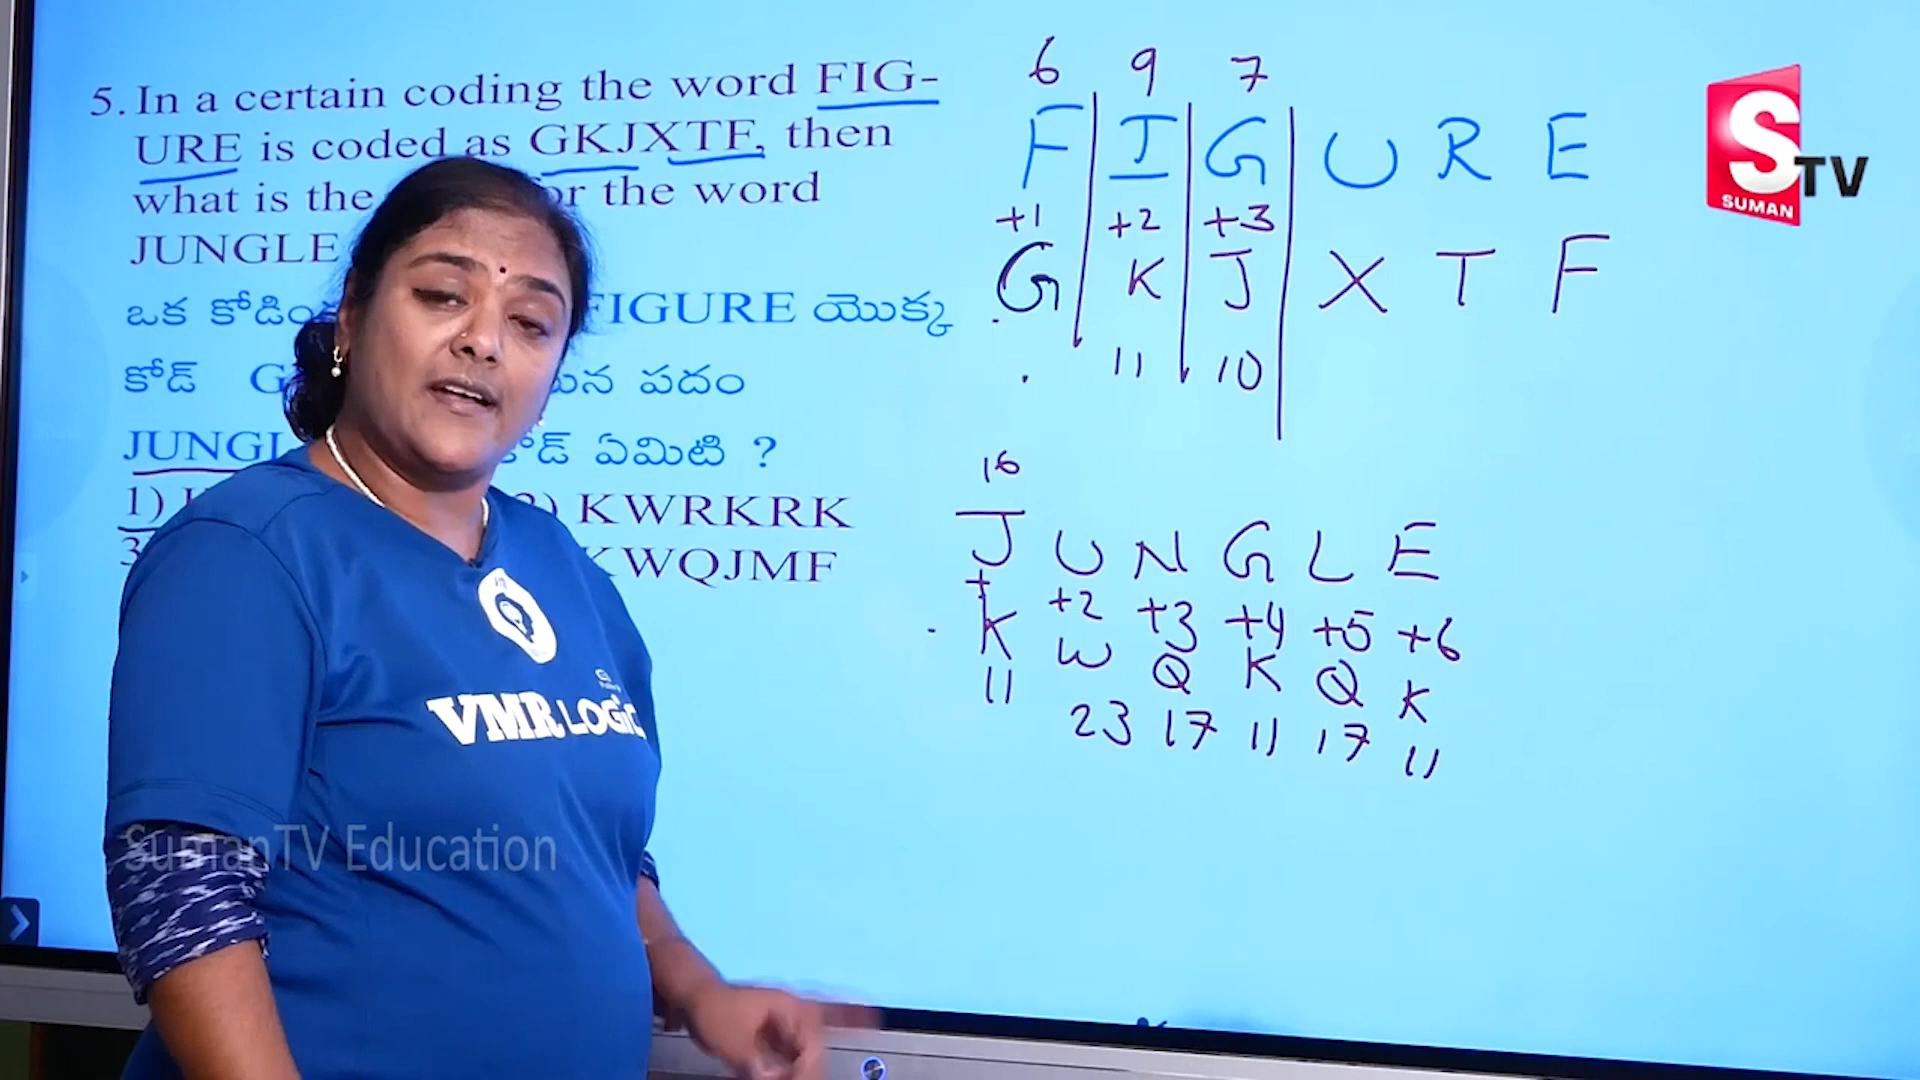 5. In a certain coding the word FIG-
URE is coded as GKJXTF, then
what is the for the word
JUNGLE
ఒక FIGURE యొక్క
కోడ్ పదం
కోడ్ ఏమిటి ?
1) KWRKRK
KWQJMF
6 9 7
F I G U R E
+1 +2 +3
G K J X T F
11 10
16
J U N G L E
+ +2 +3 +4 +5 +6
K W Q K Q K
11 23 17 11 17 11
S TV
SUMAN
VMR LOGIC
SumanTV Education